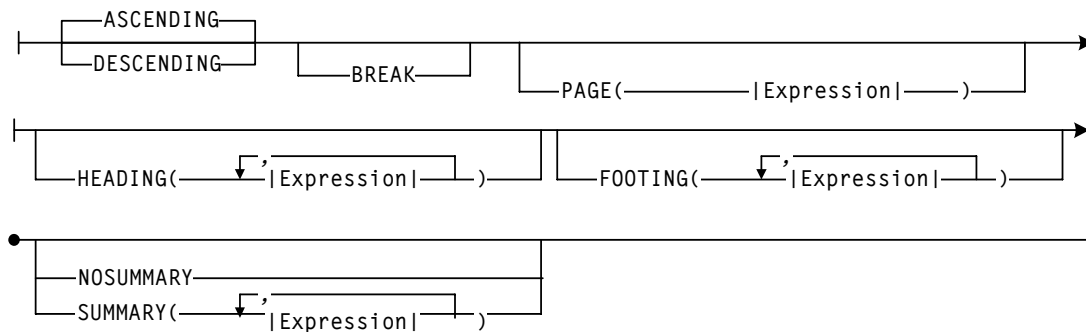 ASCENDING
DESCENDING
BREAK
PAGE( |Expression| )
HEADING( , |Expression| ) FOOTING( , |Expression| )
NOSUMMARY
SUMMARY( , |Expression| )